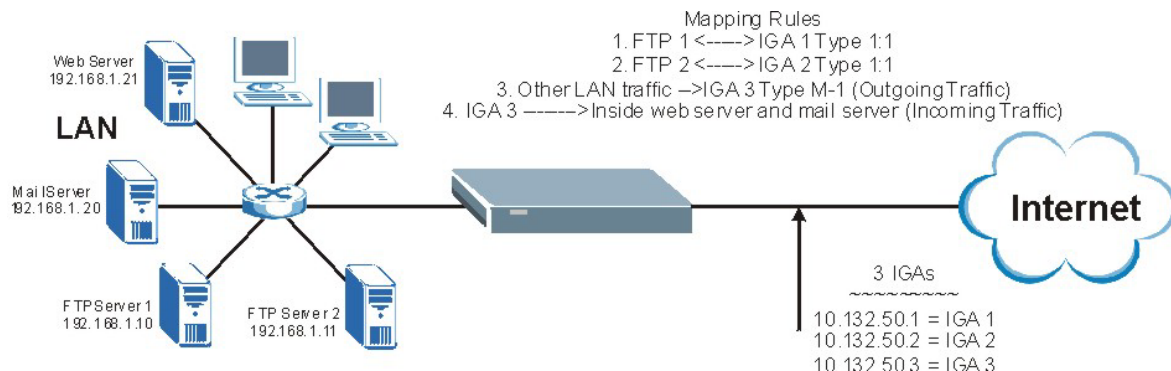 Mapping Rules
1. FTP 1 <-----> IGA 1 Type 1:1
2. FTP 2 <-----> IGA 2 Type 1:1
3. Other LAN traffic –>IGA 3 Type M-1 (Outgoing Traffic)
4. IGA 3 ------->Inside web server and mail server (Incoming Traffic)
Web Server
192.168.1.21
LAN
MailServer
192.168.1.20
FTPServer 1
192.168.1.10
FTP Server 2
192.168.1.11
Internet
3 IGAs
~~~~~~~~~
10.132.50.1 = IGA 1
10.132.50.2 = IGA 2
10.132.50.3 = IGA 3